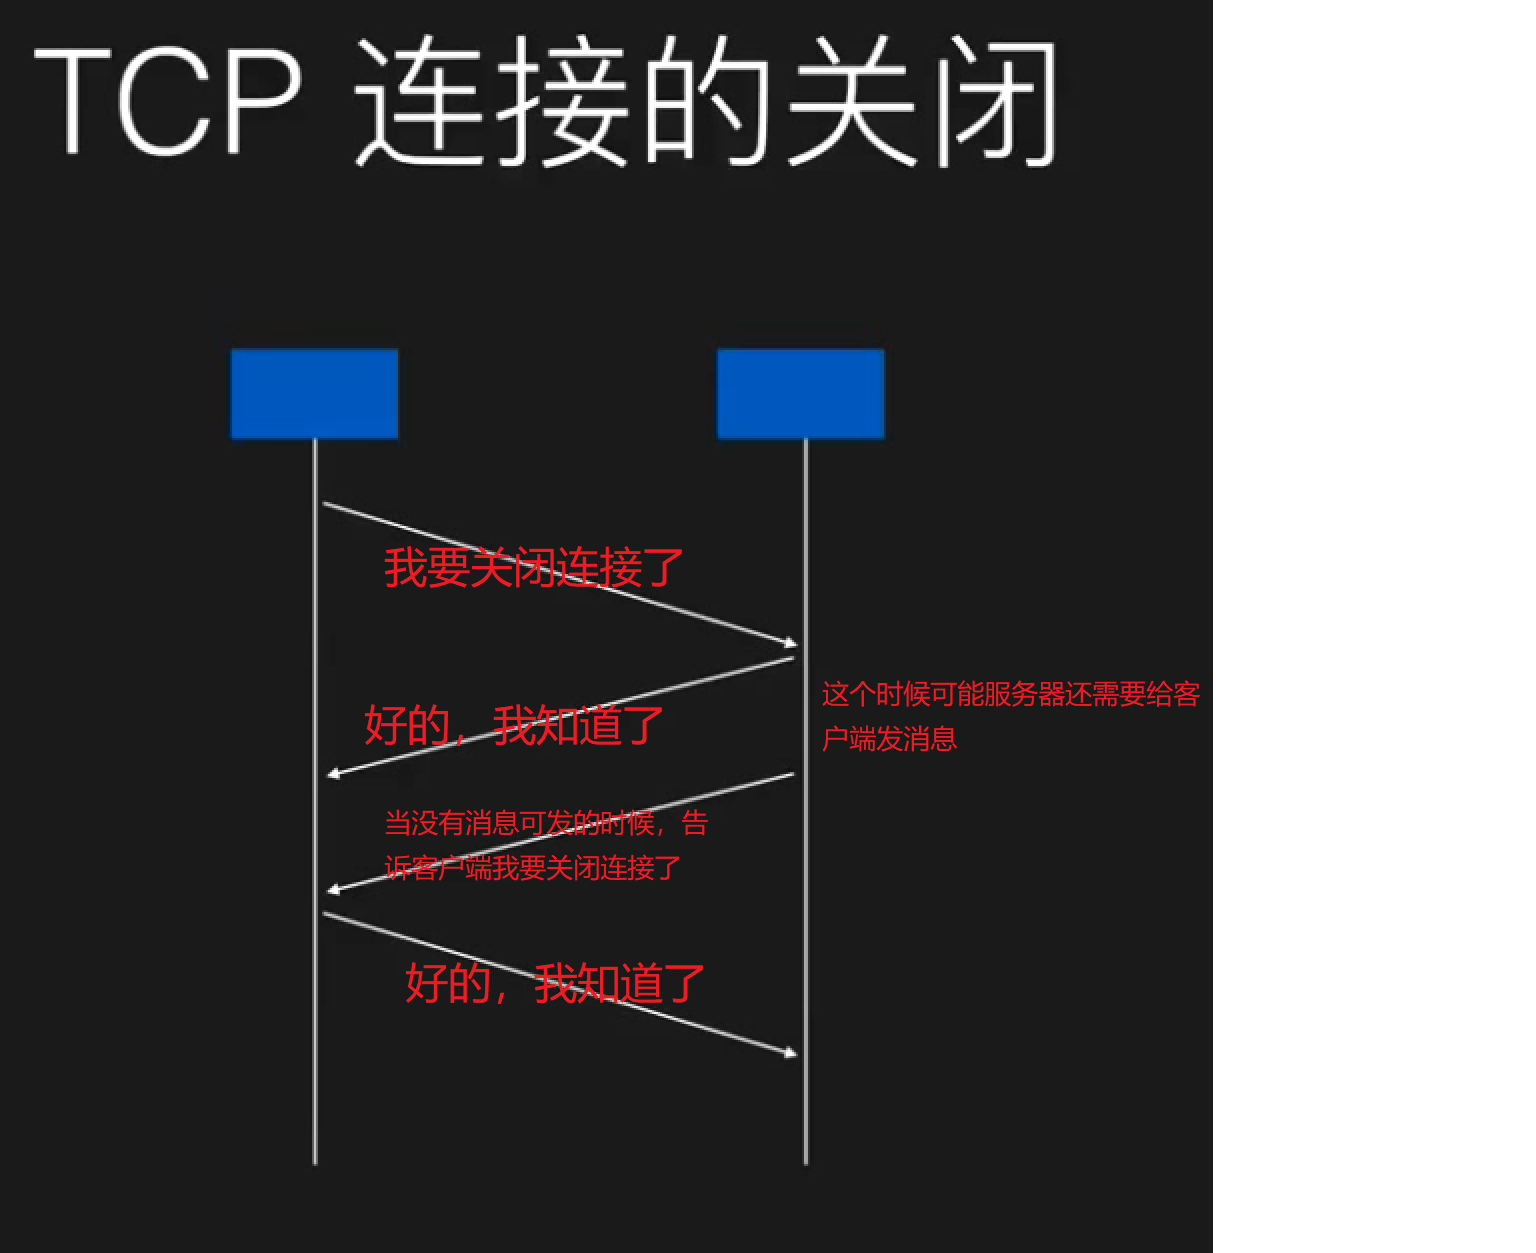 TCP 连接的关闭
我要关闭连接了
这个时候可能服务器还需要给客
户端发消息
好的，我知道了
当没有消息可发的时候，告
诉客户端我要关闭连接了
好的，我知道了